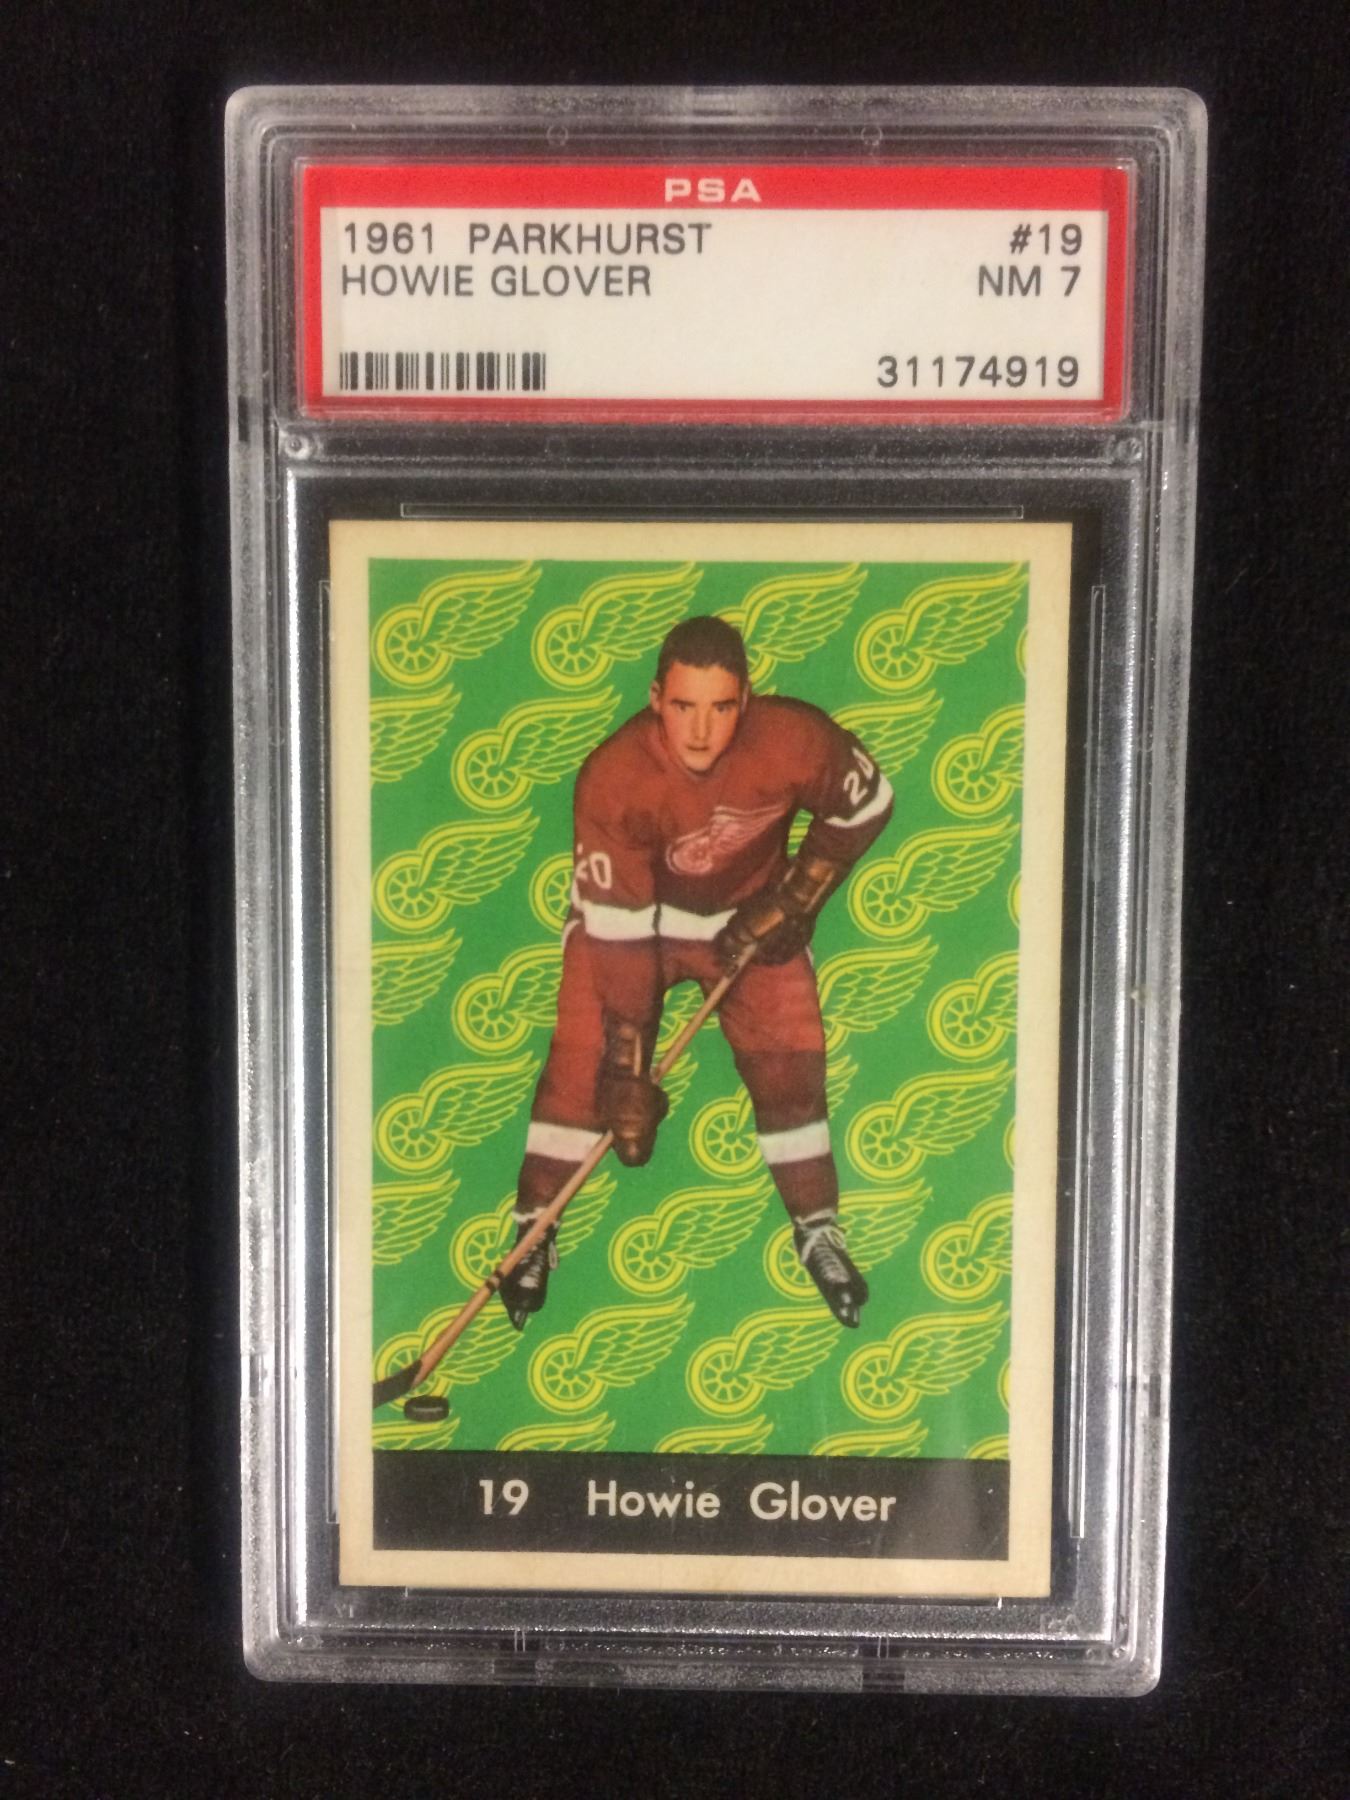 PSA
1961 PARKHURST #19
HOWIE GLOVER NM 7
31174919
20
20
19 Howie Glover